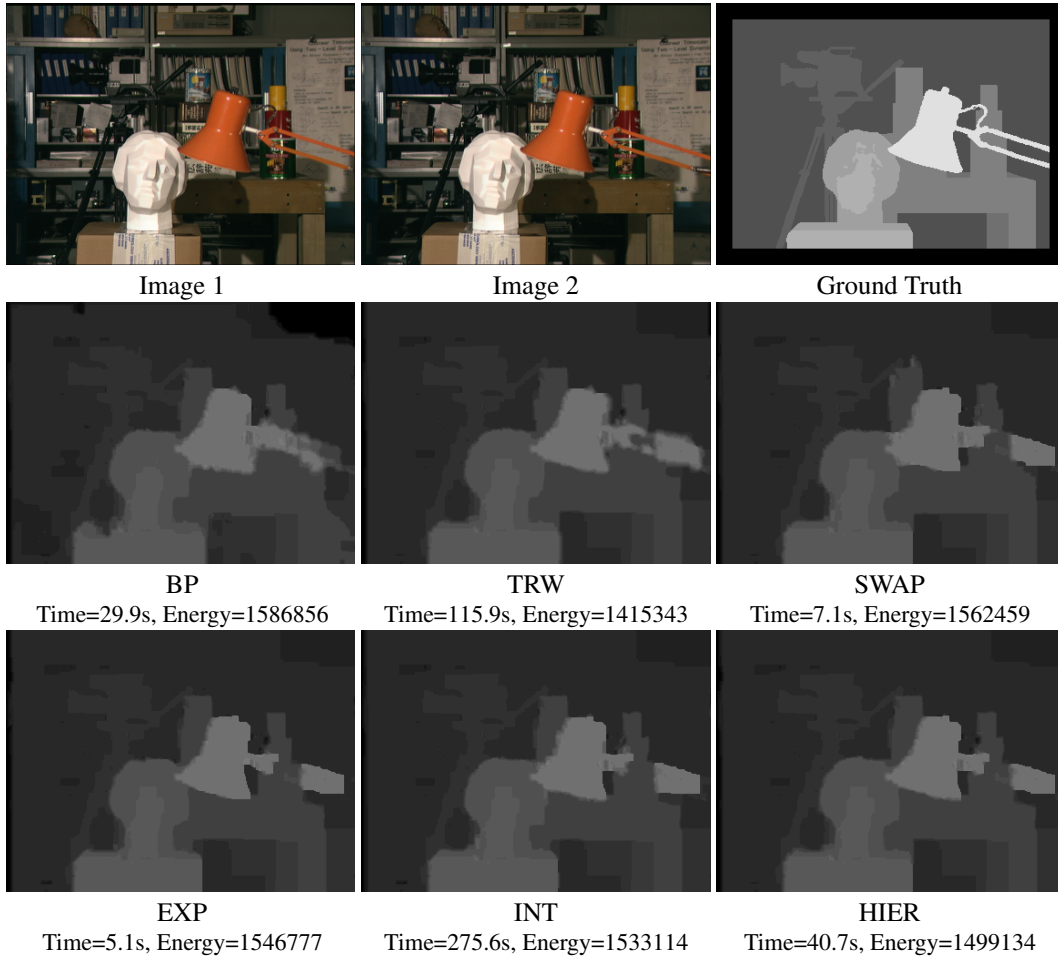 Image 1
Image 2
Ground Truth
BP
Time=29.9s, Energy=1586856
TRW
Time=115.9s, Energy=1415343
SWAP
Time=7.1s, Energy=1562459
EXP
Time=5.1s, Energy=1546777
INT
Time=275.6s, Energy=1533114
HIER
Time=40.7s, Energy=1499134